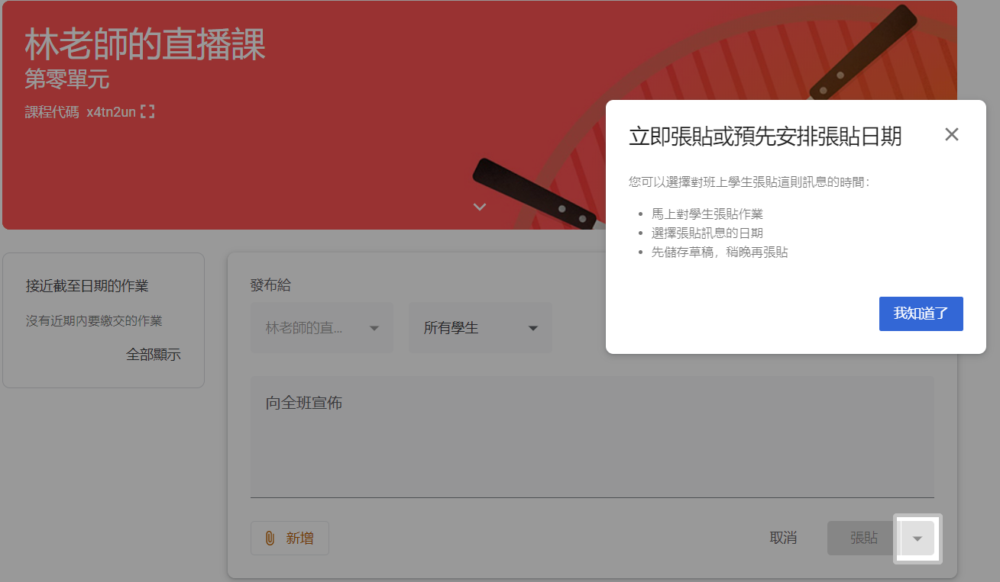 林老師的直播課
第零單元
課程代碼 x4tn2un
立即張貼或預先安排張貼日期
您可以選擇對班上學生張貼這則訊息的時間：
馬上對學生張貼作業
選擇張貼訊息的日期
先儲存草稿，稍晚再張貼
我知道了
接近截至日期的作業
沒有近期內要繳交的作業
全部顯示
發布給
林老師的直... 所有學生
向全班宣佈
新增 取消 張貼